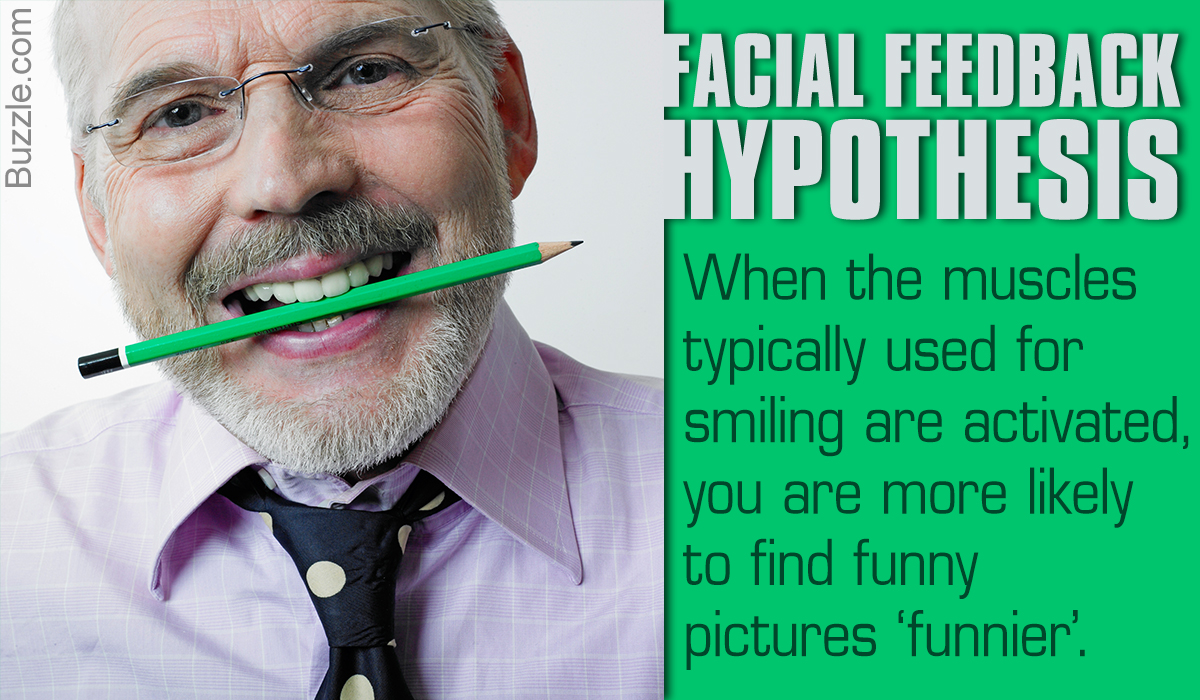 Buzzle.com
FACIAL FEEDBACK
HYPOTHESIS
When the muscles
typically used for
smiling are activated,
you are more likely
to find funny
pictures ‘funnier’.